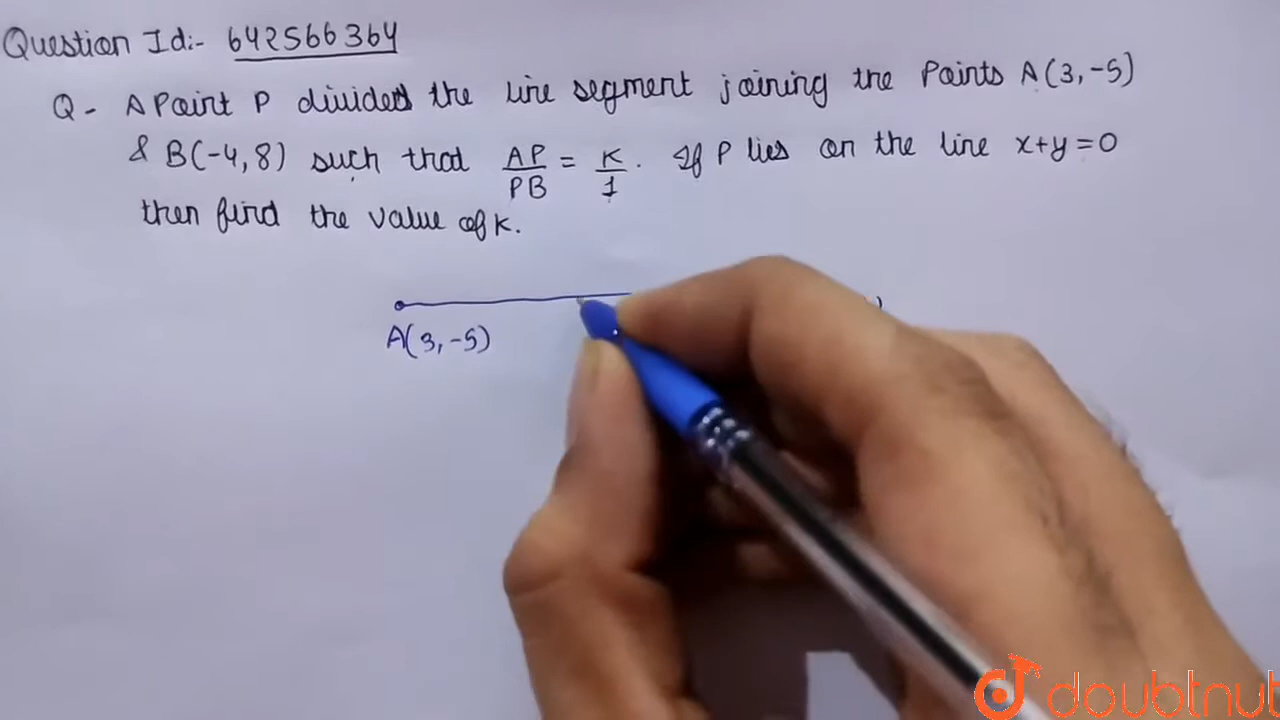 Question Id:- 642566364
Q - A Point P divides the line segment joining the Points A(3,-5)
& B(-4,8) such that AP/PB = K/1. If P lies on the line x+y=0
then find the value of K.
A(3,-5)
doubtnut